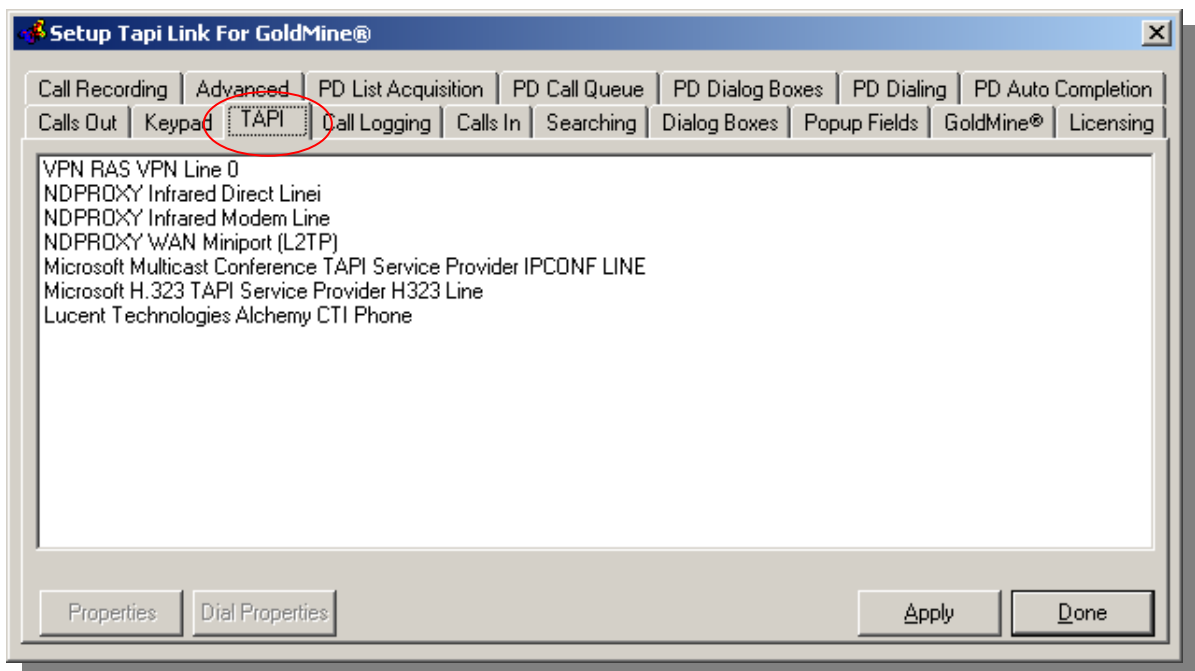 Setup Tapi Link For GoldMine®
Call Recording Advanced PD List Acquisition PD Call Queue PD Dialog Boxes PD Dialing PD Auto Completion
Calls Out Keypad TAPI Call Logging Calls In Searching Dialog Boxes Popup Fields GoldMine® Licensing
VPN RAS VPN Line 0
NDPROXY Infrared Direct Linei
NDPROXY Infrared Modem Line
NDPROXY WAN Miniport (L2TP)
Microsoft Multicast Conference TAPI Service Provider IPCONF LINE
Microsoft H.323 TAPI Service Provider H323 Line
Lucent Technologies Alchemy CTI Phone
Properties Dial Properties Apply Done